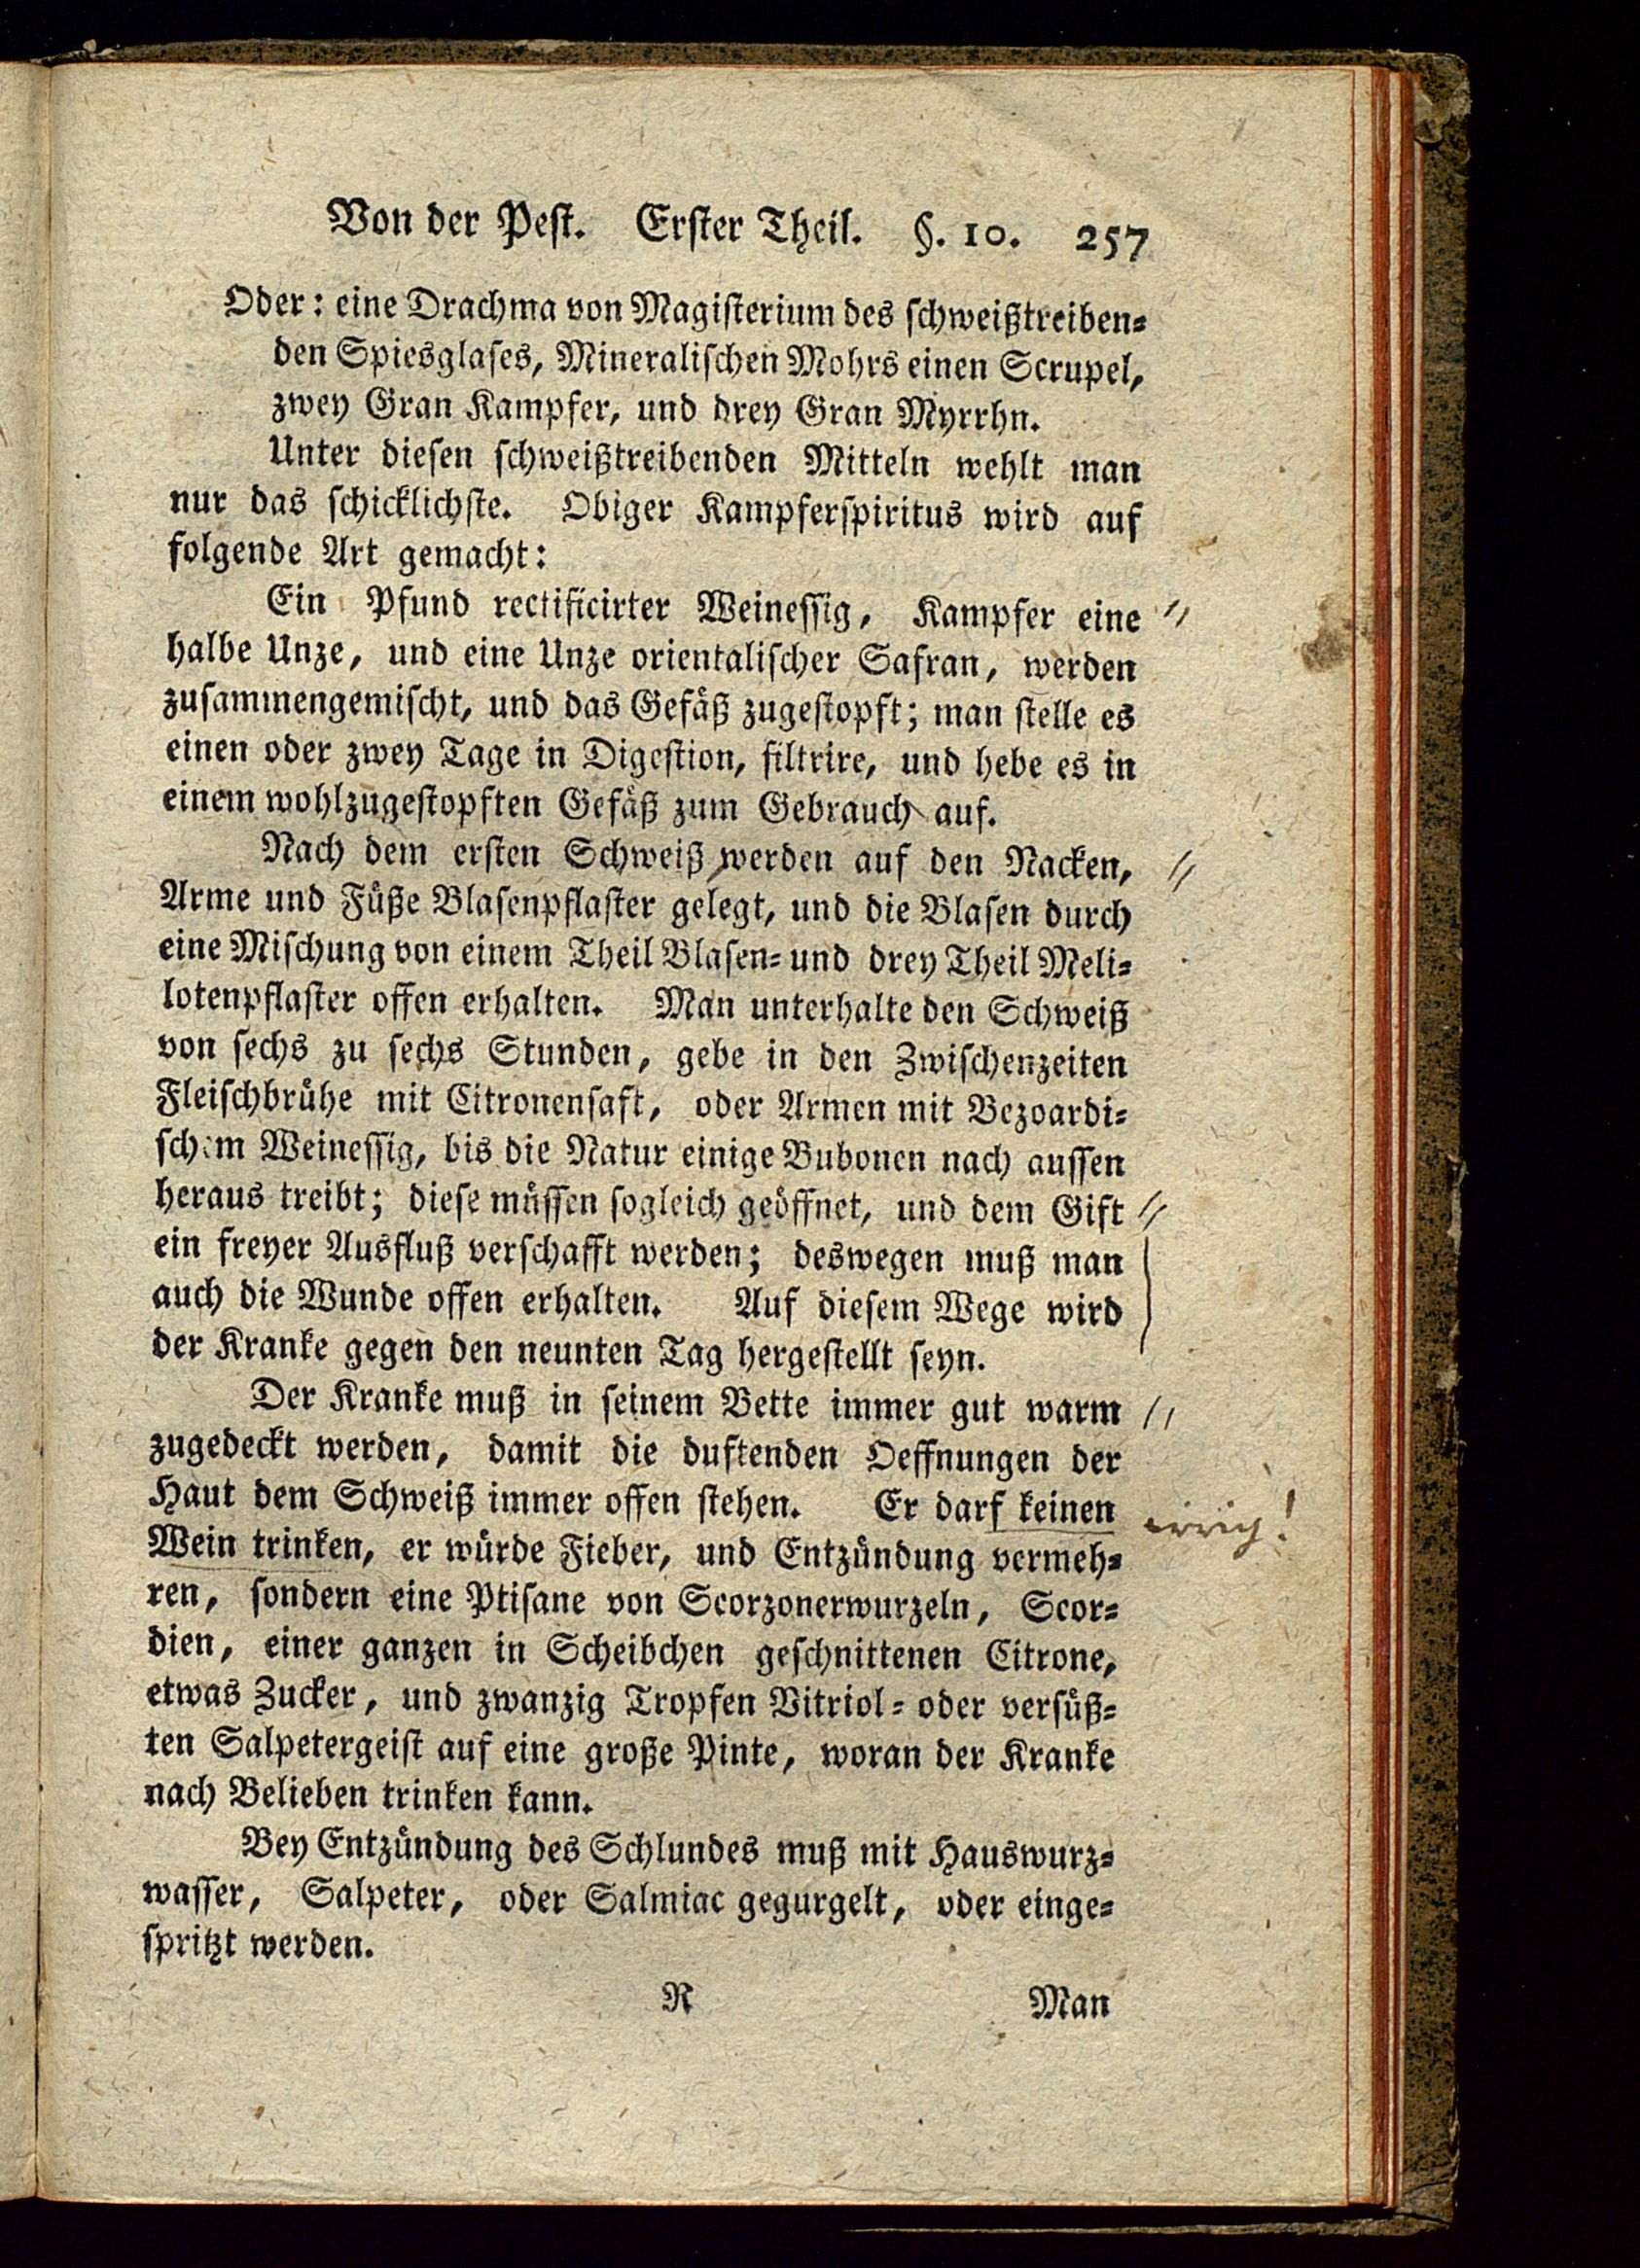 Von der Pest. Erster Theil. §. 10. 257
Oder: eine Drachma von Magisterium des schweißtreiben-
den Spiesglases, Mineralischen Mohrs einen Scrupel,
zwey Gran Kampfer, und drey Gran Myrrhn.
Unter diesen schweißtreibenden Mitteln wehlt man
nur das schicklichste. Obiger Kampferspiritus wird auf
folgende Art gemacht:
Ein Pfund rectificirter Weinessig, Kampfer eine
halbe Unze, und eine Unze orientalischer Safran, werden
zusammengemischt, und das Gefäß zugestopft; man stelle es
einen oder zwey Tage in Digestion, filtrire, und hebe es in
einem wohlzugestopften Gefäß zum Gebrauch auf.
Nach dem ersten Schweiß werden auf den Nacken,
Arme und Füße Blasenpflaster gelegt, und die Blasen durch
eine Mischung von einem Theil Blasen- und drey Theil Meli-
lotenpflaster offen erhalten. Man unterhalte den Schweiß
von sechs zu sechs Stunden, gebe in den Zwischenzeiten
Fleischbrühe mit Citronensaft, oder Armen mit Bezoardi-
schem Weinessig, bis die Natur einige Bubonen nach aussen
heraus treibt; diese müssen sogleich geöffnet, und dem Gift
ein freyer Ausfluß verschafft werden; deswegen muß man
auch die Wunde offen erhalten. Auf diesem Wege wird
der Kranke gegen den neunten Tag hergestellt seyn.
Der Kranke muß in seinem Bette immer gut warm
zugedeckt werden, damit die duftenden Oeffnungen der
Haut dem Schweiß immer offen stehen. Er darf keinen
irrig!
Wein trinken, er würde Fieber, und Entzündung vermeh-
ren, sondern eine Ptisane von Scorzonerwurzeln, Scor-
dien, einer ganzen in Scheibchen geschnittenen Citrone,
etwas Zucker, und zwanzig Tropfen Vitriol- oder versüß-
ten Salpetergeist auf eine große Pinte, woran der Kranke
nach Belieben trinken kann.
Bey Entzündung des Schlundes muß mit Hauswurz-
wasser, Salpeter, oder Salmiac gegurgelt, oder einge-
spritzt werden.
R Man